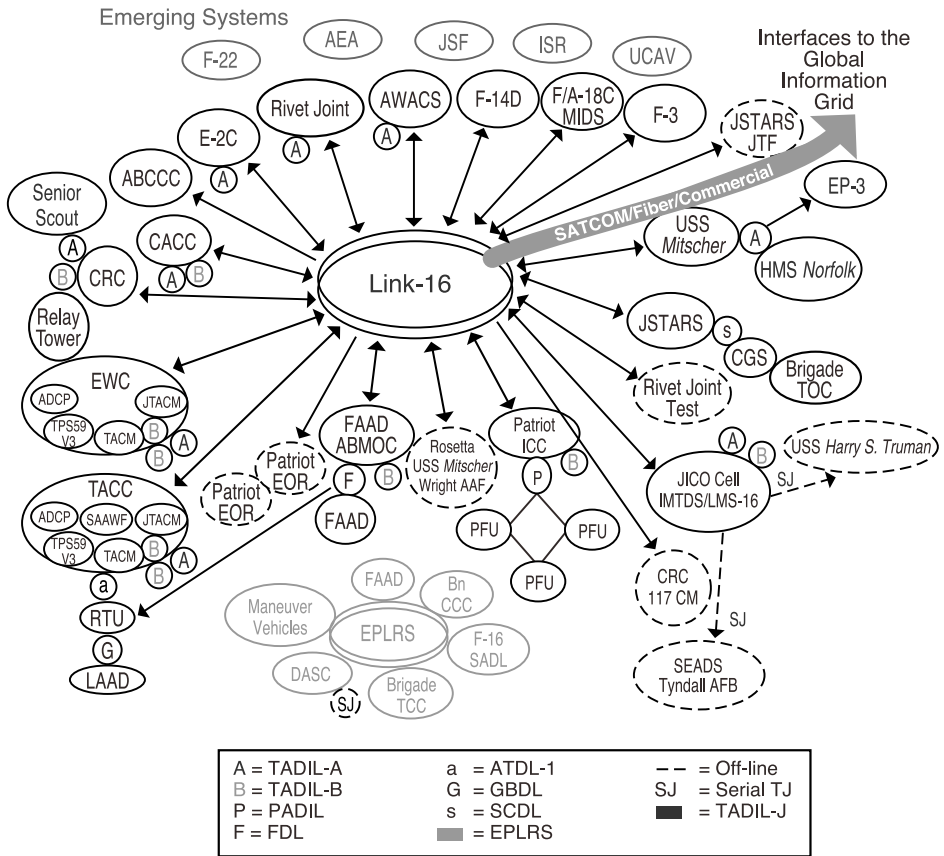 Emerging Systems
F-22
AEA
JSF
ISR
UCAV
Interfaces to the
Global
Information
Grid
Rivet Joint
A
AWACS
A
F-14D
F/A-18C
MIDS
F-3
JSTARS
JTF
E-2C
A
ABCCC
Senior
Scout
A
B
CRC
Relay
Tower
CACC
A
B
SATCOM/Fiber/Commercial
EP-3
USS
Mitscher
A
HMS Norfolk
Link-16
JSTARS
s
CGS
Brigade
TOC
Rivet Joint
Test
EWC
ADCP
JTACM
TPS59
V3
TACM
B
A
B
TACC
ADCP
SAAWF
JTACM
TPS59
V3
TACM
B
A
B
a
RTU
G
LAAD
Patriot
EOR
Patriot
EOR
FAAD
ABMOC
F
B
FAAD
Rosetta
USS Mitscher
Wright AAF
Patriot
ICC
P
B
PFU
PFU
PFU
A
B
JICO Cell
IMTDS/LMS-16
SJ
USS Harry S. Truman
CRC
117 CM
SJ
SEADS
Tyndall AFB
FAAD
Bn
CCC
Maneuver
Vehicles
EPLRS
F-16
SADL
DASC
SJ
Brigade
TCC
A = TADIL-A
B = TADIL-B
P = PADIL
F = FDL
a = ATDL-1
G = GBDL
s = SCDL
= EPLRS
= Off-line
SJ = Serial TJ
= TADIL-J